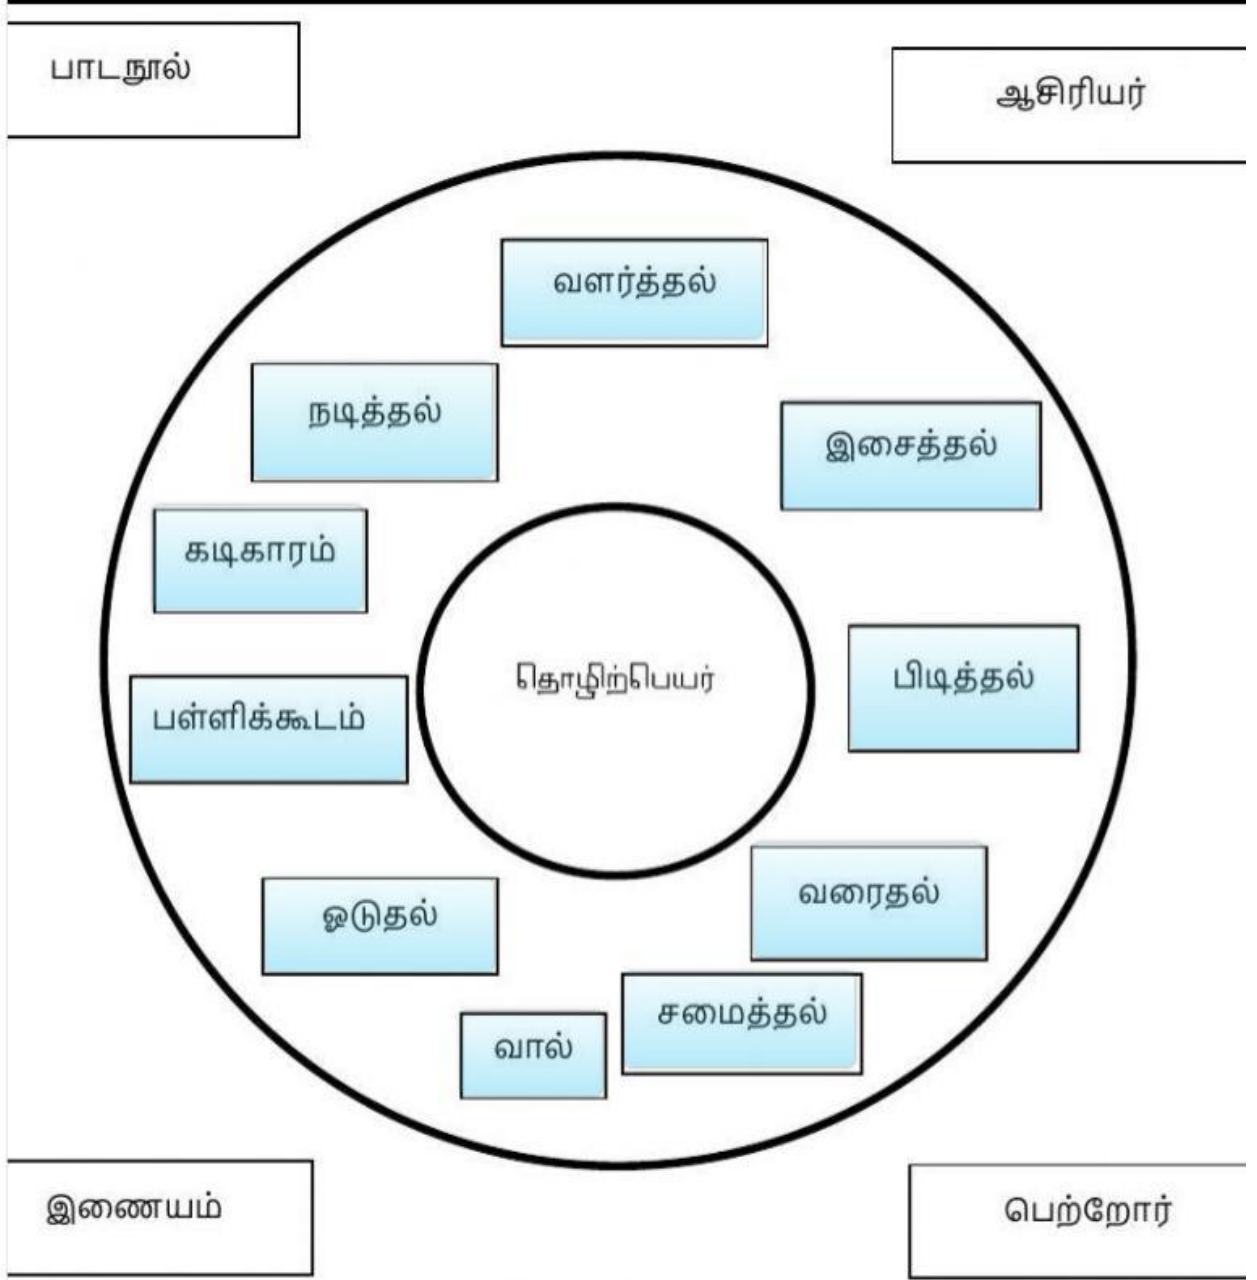 பாடநூல்
ஆசிரியர்
வளர்த்தல்
நடித்தல்
இசைத்தல்
கடிகாரம்
தொழிற்பெயர்
பிடித்தல்
பள்ளிக்கூடம்
வரைதல்
ஓடுதல்
சமைத்தல்
வால்
இணையம்
பெற்றோர்